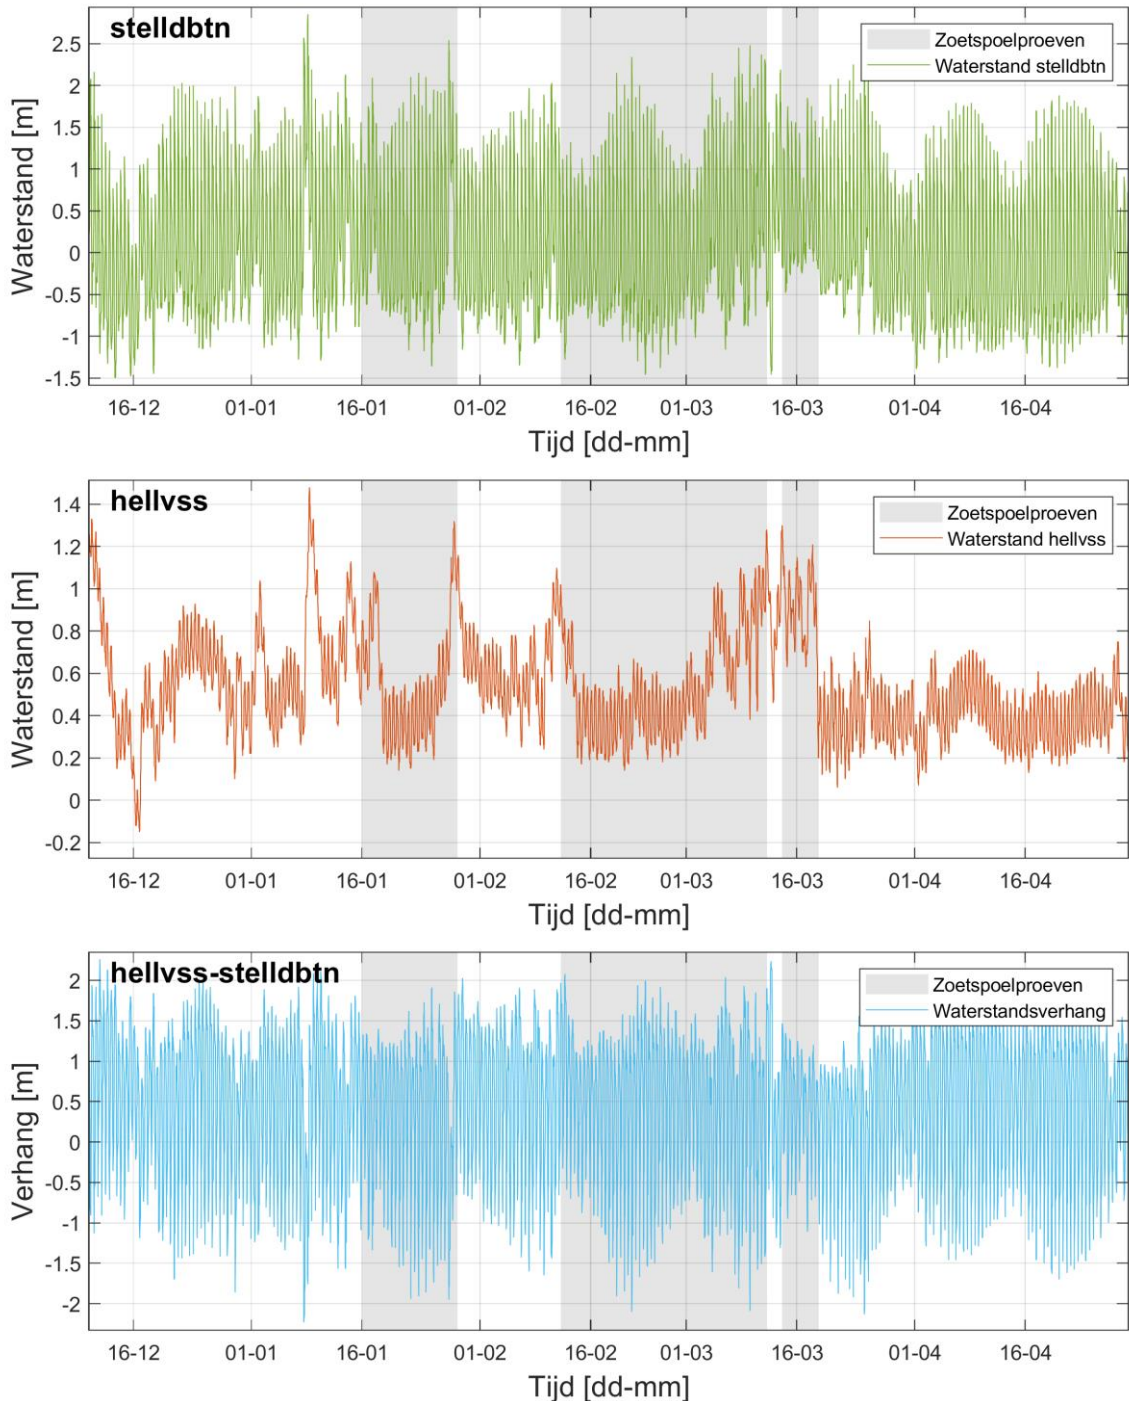 stelldbtn
Zoetspoelproeven
Waterstand stelldbtn
Waterstand [m]
2.5
2
1.5
1
0.5
0
-0.5
-1
-1.5
16-12 01-01 16-01 01-02 16-02 01-03 16-03 01-04 16-04
Tijd [dd-mm]
hellvss
Zoetspoelproeven
Waterstand hellvss
Waterstand [m]
1.4
1.2
1
0.8
0.6
0.4
0.2
0
-0.2
16-12 01-01 16-01 01-02 16-02 01-03 16-03 01-04 16-04
Tijd [dd-mm]
hellvss-stelldbtn
Zoetspoelproeven
Waterstandsverhang
Verhang [m]
2
1.5
1
0.5
0
-0.5
-1
-1.5
-2
16-12 01-01 16-01 01-02 16-02 01-03 16-03 01-04 16-04
Tijd [dd-mm]